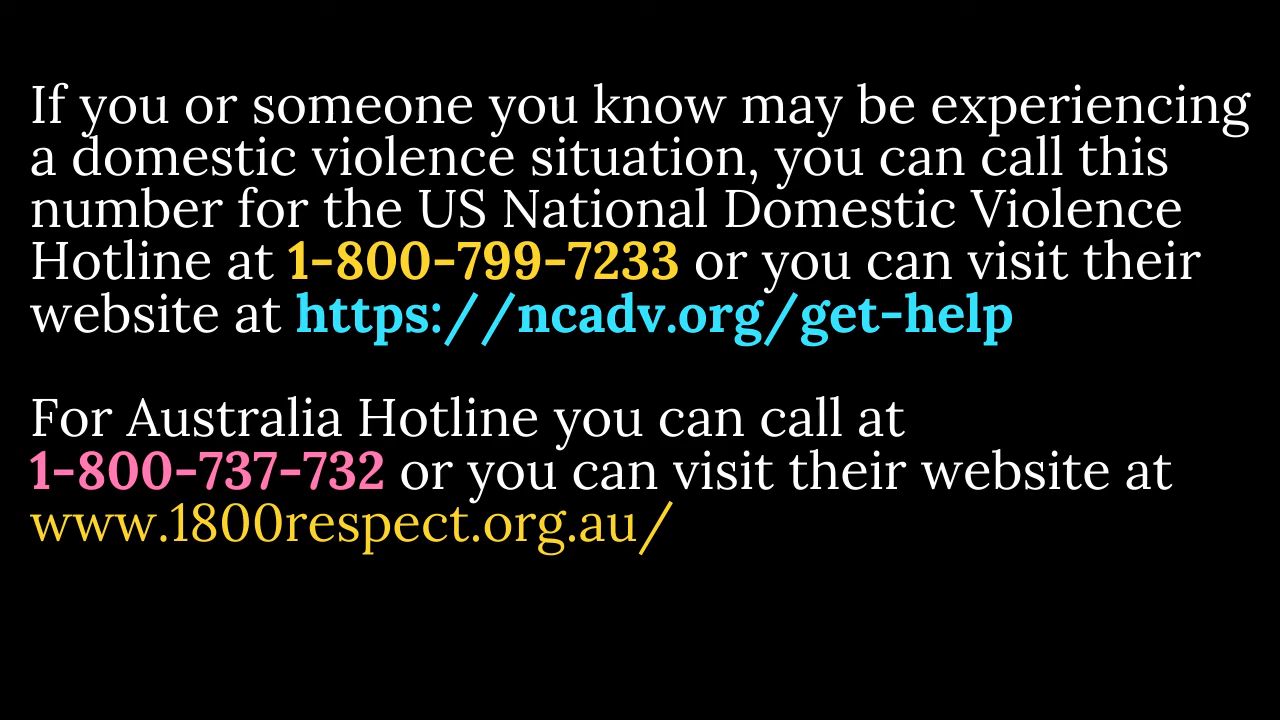 If you or someone you know may be experiencing
a domestic violence situation, you can call this
number for the US National Domestic Violence
Hotline at 1-800-799-7233 or you can visit their
website at https://ncadv.org/get-help
For Australia Hotline you can call at
1-800-737-732 or you can visit their website at
www.1800respect.org.au/